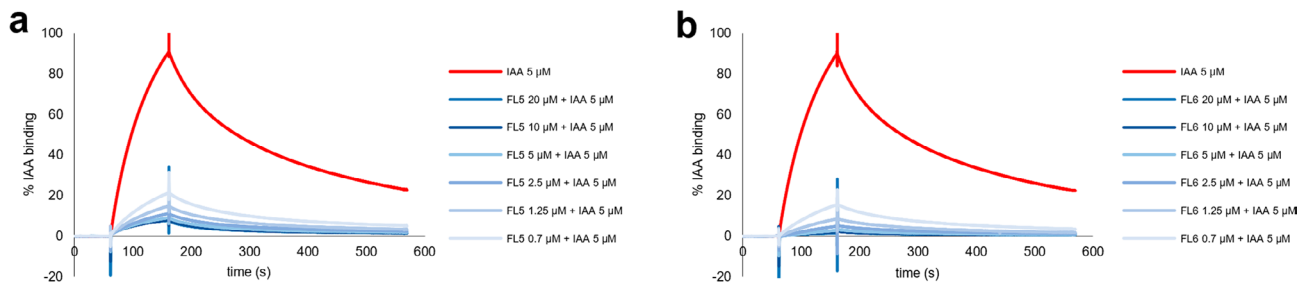 a
% IAA binding
100
80
60
40
20
0
-20
0
100
200
300
400
500
600
time (s)
IAA 5 µM
FL5 20 µM + IAA 5 µM
FL5 10 µM + IAA 5 µM
FL5 5 µM + IAA 5 µM
FL5 2.5 µM + IAA 5 µM
FL5 1.25 µM + IAA 5 µM
FL5 0.7 µM + IAA 5 µM
b
% IAA binding
100
80
60
40
20
0
-20
0
100
200
300
400
500
600
time (s)
IAA 5 µM
FL6 20 µM + IAA 5 µM
FL6 10 µM + IAA 5 µM
FL6 5 µM + IAA 5 µM
FL6 2.5 µM + IAA 5 µM
FL6 1.25 µM + IAA 5 µM
FL6 0.7 µM + IAA 5 µM